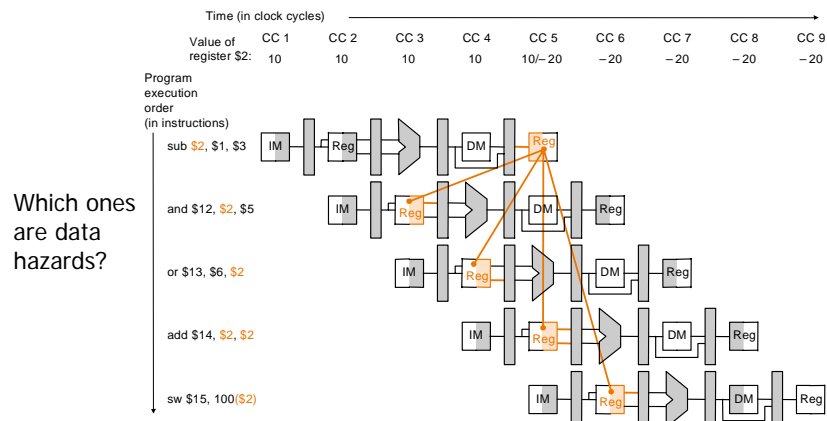 Time (in clock cycles)
CC 1 CC 2 CC 3 CC 4 CC 5 CC 6 CC 7 CC 8 CC 9
Value of
register $2: 10 10 10 10 10/– 20 – 20 – 20 – 20 – 20
Program
execution
order
(in instructions)
sub $2, $1, $3 IM Reg DM Reg
Which ones
are data
hazards?
and $12, $2, $5 IM Reg DM Reg
or $13, $6, $2 IM Reg DM Reg
add $14, $2, $2 IM Reg DM Reg
sw $15, 100($2) IM Reg DM Reg